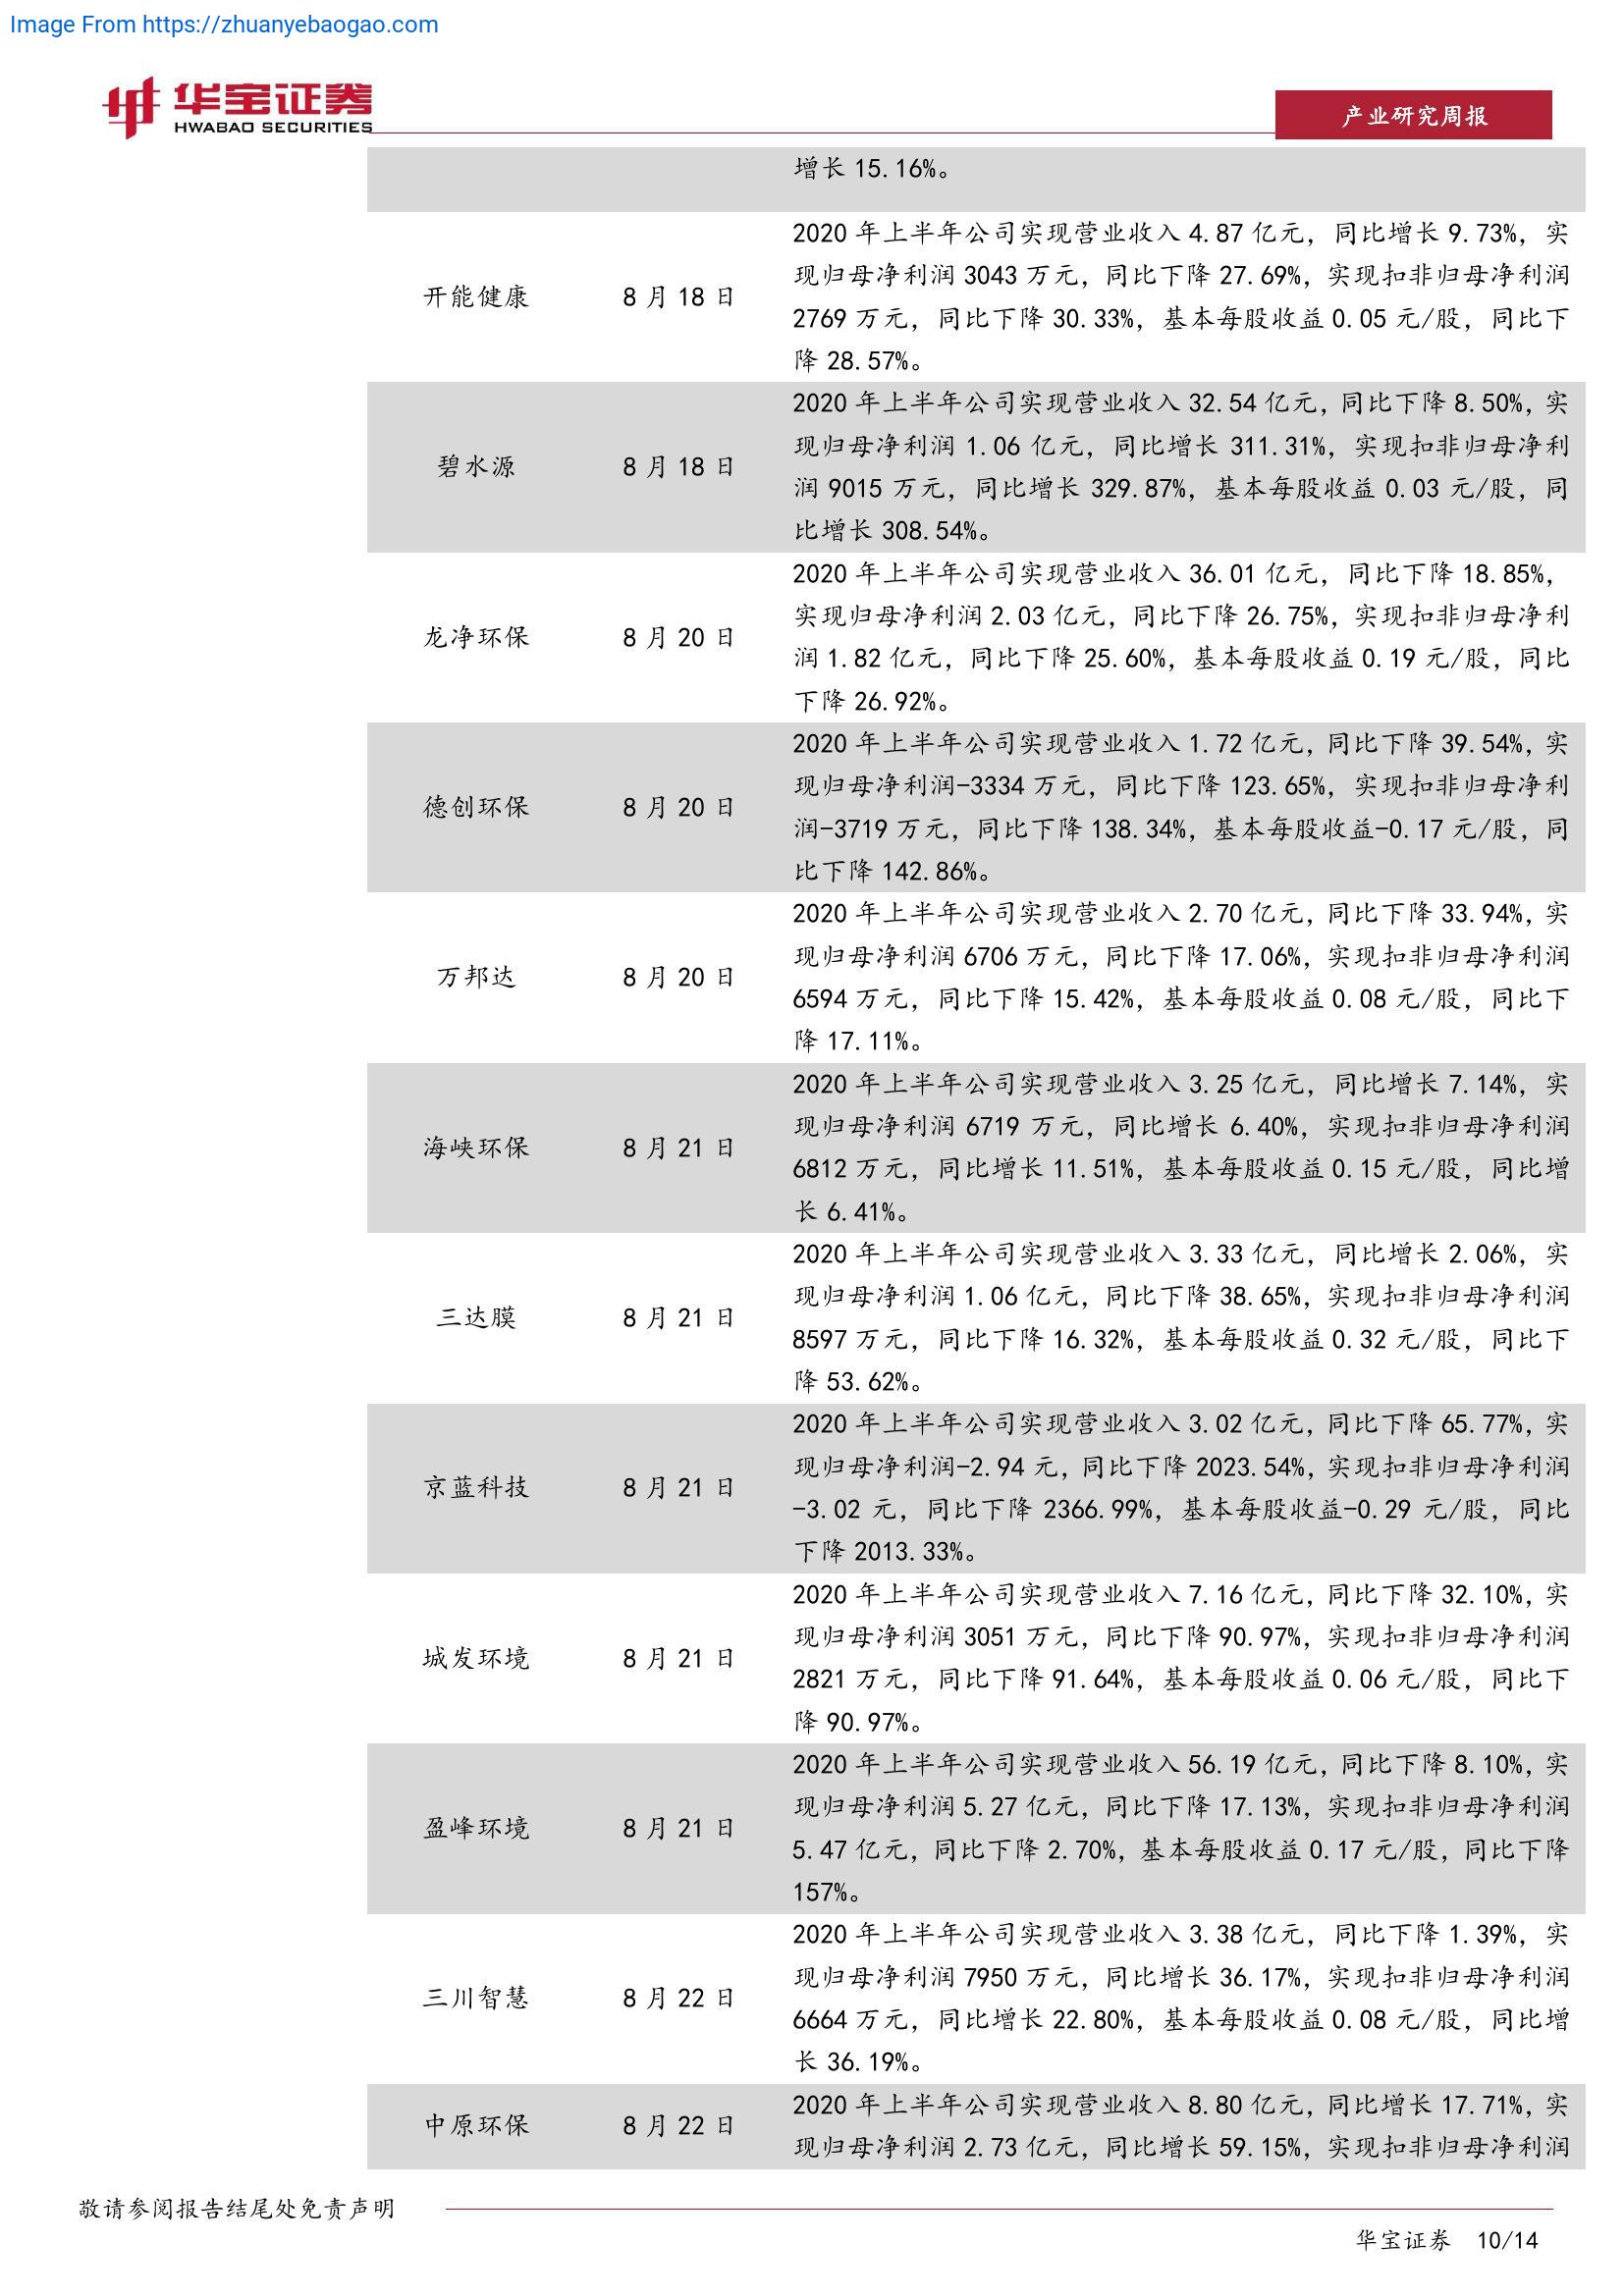 Image From https://zhuanyebaogao.com
华宝证券
HWABAO SECURITIES
产业研究周报
增长 15.16%。
2020 年上半年公司实现营业收入 4.87 亿元，同比增长 9.73%，实
现归母净利润 3043 万元，同比下降 27.69%，实现扣非归母净利润
开能健康 8 月 18 日
2769 万元，同比下降 30.33%，基本每股收益 0.05 元/股，同比下
降 28.57%。
2020 年上半年公司实现营业收入 32.54 亿元，同比下降 8.50%，实
现归母净利润 1.06 亿元，同比增长 311.31%，实现扣非归母净利
碧水源 8 月 18 日
润 9015 万元，同比增长 329.87%，基本每股收益 0.03 元/股，同
比增长 308.54%。
2020 年上半年公司实现营业收入 36.01 亿元，同比下降 18.85%，
实现归母净利润 2.03 亿元，同比下降 26.75%，实现扣非归母净利
龙净环保 8 月 20 日
润 1.82 亿元，同比下降 25.60%，基本每股收益 0.19 元/股，同比
下降 26.92%。
2020 年上半年公司实现营业收入 1.72 亿元，同比下降 39.54%，实
现归母净利润-3334 万元，同比下降 123.65%，实现扣非归母净利
德创环保 8 月 20 日
润-3719 万元，同比下降 138.34%，基本每股收益-0.17 元/股，同
比下降 142.86%。
2020 年上半年公司实现营业收入 2.70 亿元，同比下降 33.94%，实
现归母净利润 6706 万元，同比下降 17.06%，实现扣非归母净利润
万邦达 8 月 20 日
6594 万元，同比下降 15.42%，基本每股收益 0.08 元/股，同比下
降 17.11%。
2020 年上半年公司实现营业收入 3.25 亿元，同比增长 7.14%，实
现归母净利润 6719 万元，同比增长 6.40%，实现扣非归母净利润
海峡环保 8 月 21 日
6812 万元，同比增长 11.51%，基本每股收益 0.15 元/股，同比增
长 6.41%。
2020 年上半年公司实现营业收入 3.33 亿元，同比增长 2.06%，实
现归母净利润 1.06 亿元，同比下降 38.65%，实现扣非归母净利润
三达膜 8 月 21 日
8597 万元，同比下降 16.32%，基本每股收益 0.32 元/股，同比下
降 53.62%。
2020 年上半年公司实现营业收入 3.02 亿元，同比下降 65.77%，实
现归母净利润-2.94 元，同比下降 2023.54%，实现扣非归母净利润
京蓝科技 8 月 21 日
-3.02 元，同比下降 2366.99%，基本每股收益-0.29 元/股，同比
下降 2013.33%。
2020 年上半年公司实现营业收入 7.16 亿元，同比下降 32.10%，实
现归母净利润 3051 万元，同比下降 90.97%，实现扣非归母净利润
城发环境 8 月 21 日
2821 万元，同比下降 91.64%，基本每股收益 0.06 元/股，同比下
降 90.97%。
2020 年上半年公司实现营业收入 56.19 亿元，同比下降 8.10%，实
现归母净利润 5.27 亿元，同比下降 17.13%，实现扣非归母净利润
盈峰环境 8 月 21 日
5.47 亿元，同比下降 2.70%，基本每股收益 0.17 元/股，同比下降
157%。
2020 年上半年公司实现营业收入 3.38 亿元，同比下降 1.39%，实
现归母净利润 7950 万元，同比增长 36.17%，实现扣非归母净利润
三川智慧 8 月 22 日
6664 万元，同比增长 22.80%，基本每股收益 0.08 元/股，同比增
长 36.19%。
2020 年上半年公司实现营业收入 8.80 亿元，同比增长 17.71%，实
中原环保 8 月 22 日
现归母净利润 2.73 亿元，同比增长 59.15%，实现扣非归母净利润
敬请参阅报告结尾处免责声明
华宝证券 10/14